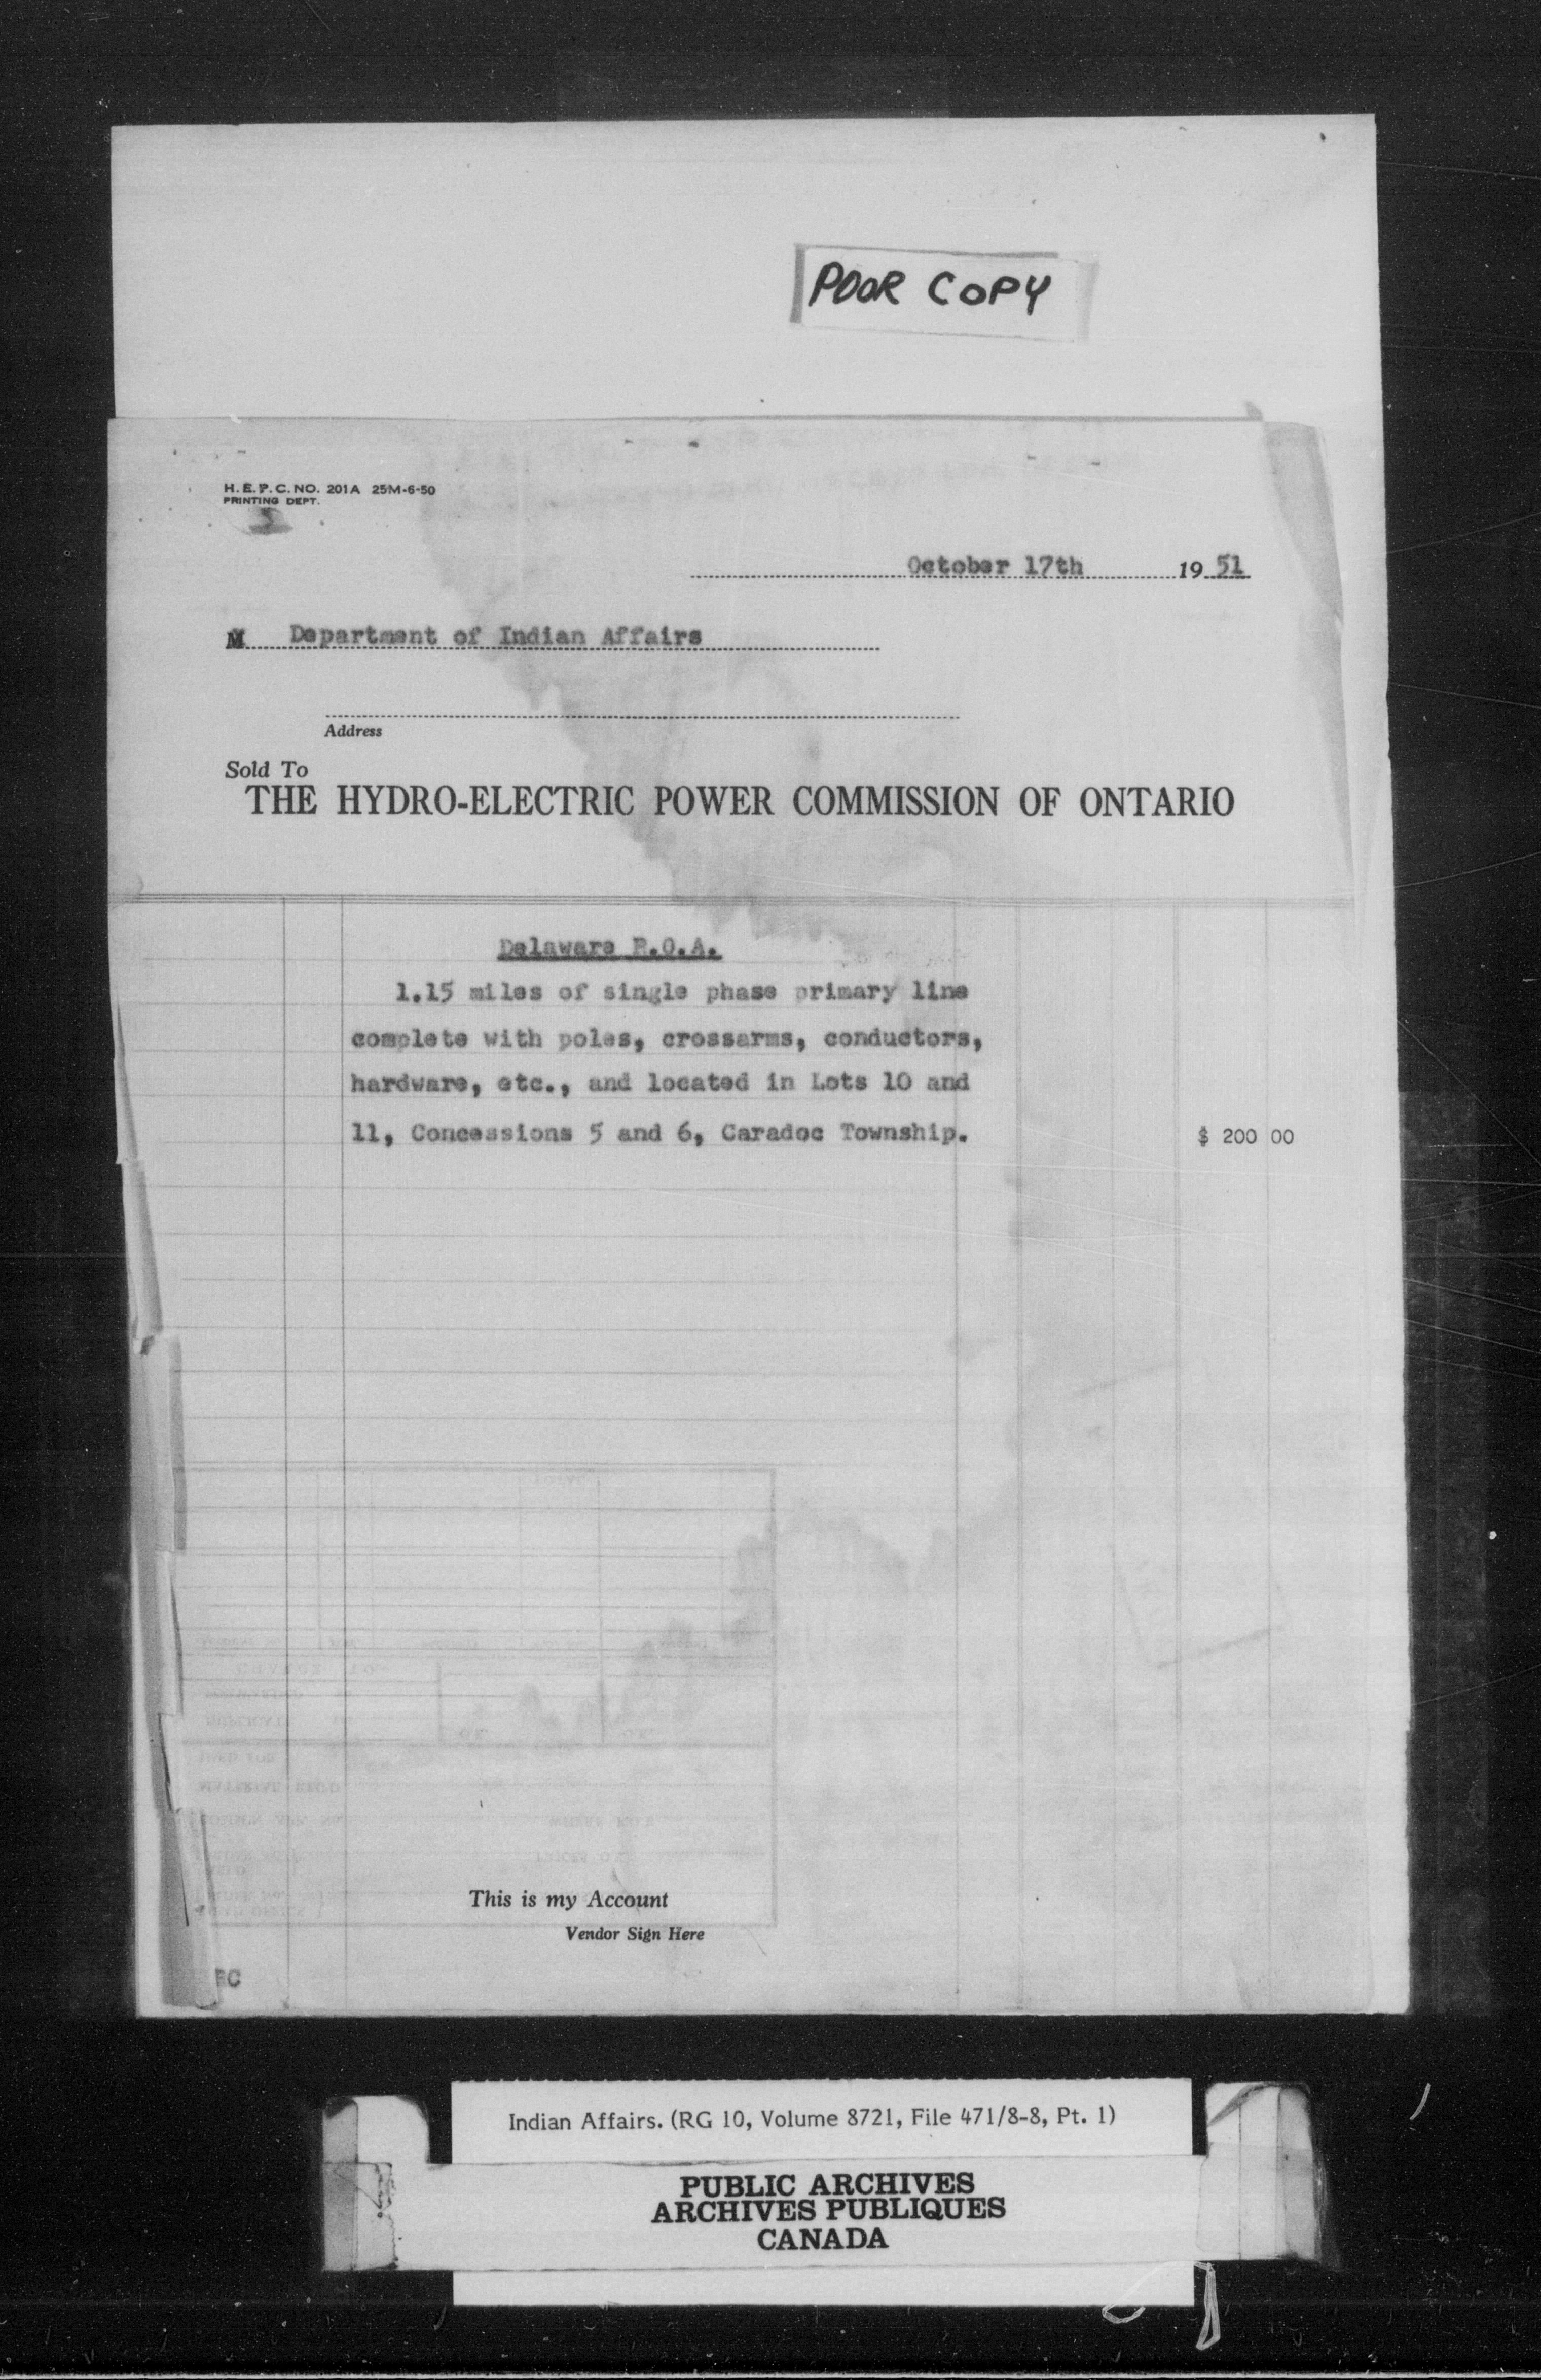 POOR COPY
H.E.P.C. NO. 201A 25M-6-50
PRINTING DEPT.
October 17th 19 51
M Department of Indian Affairs
Address
Sold To
THE HYDRO-ELECTRIC POWER COMMISSION OF ONTARIO
Delaware R.O.A.
1.15 miles of single phase primary line
complete with poles, crossarms, conductors,
hardware, etc., and located in Lots 10 and
11, Concessions 5 and 6, Caradoc Township. $ 200 00
This is my Account
Vendor Sign Here
Indian Affairs. (RG 10, Volume 8721, File 471/8-8, Pt. 1)
PUBLIC ARCHIVES
ARCHIVES PUBLIQUES
CANADA